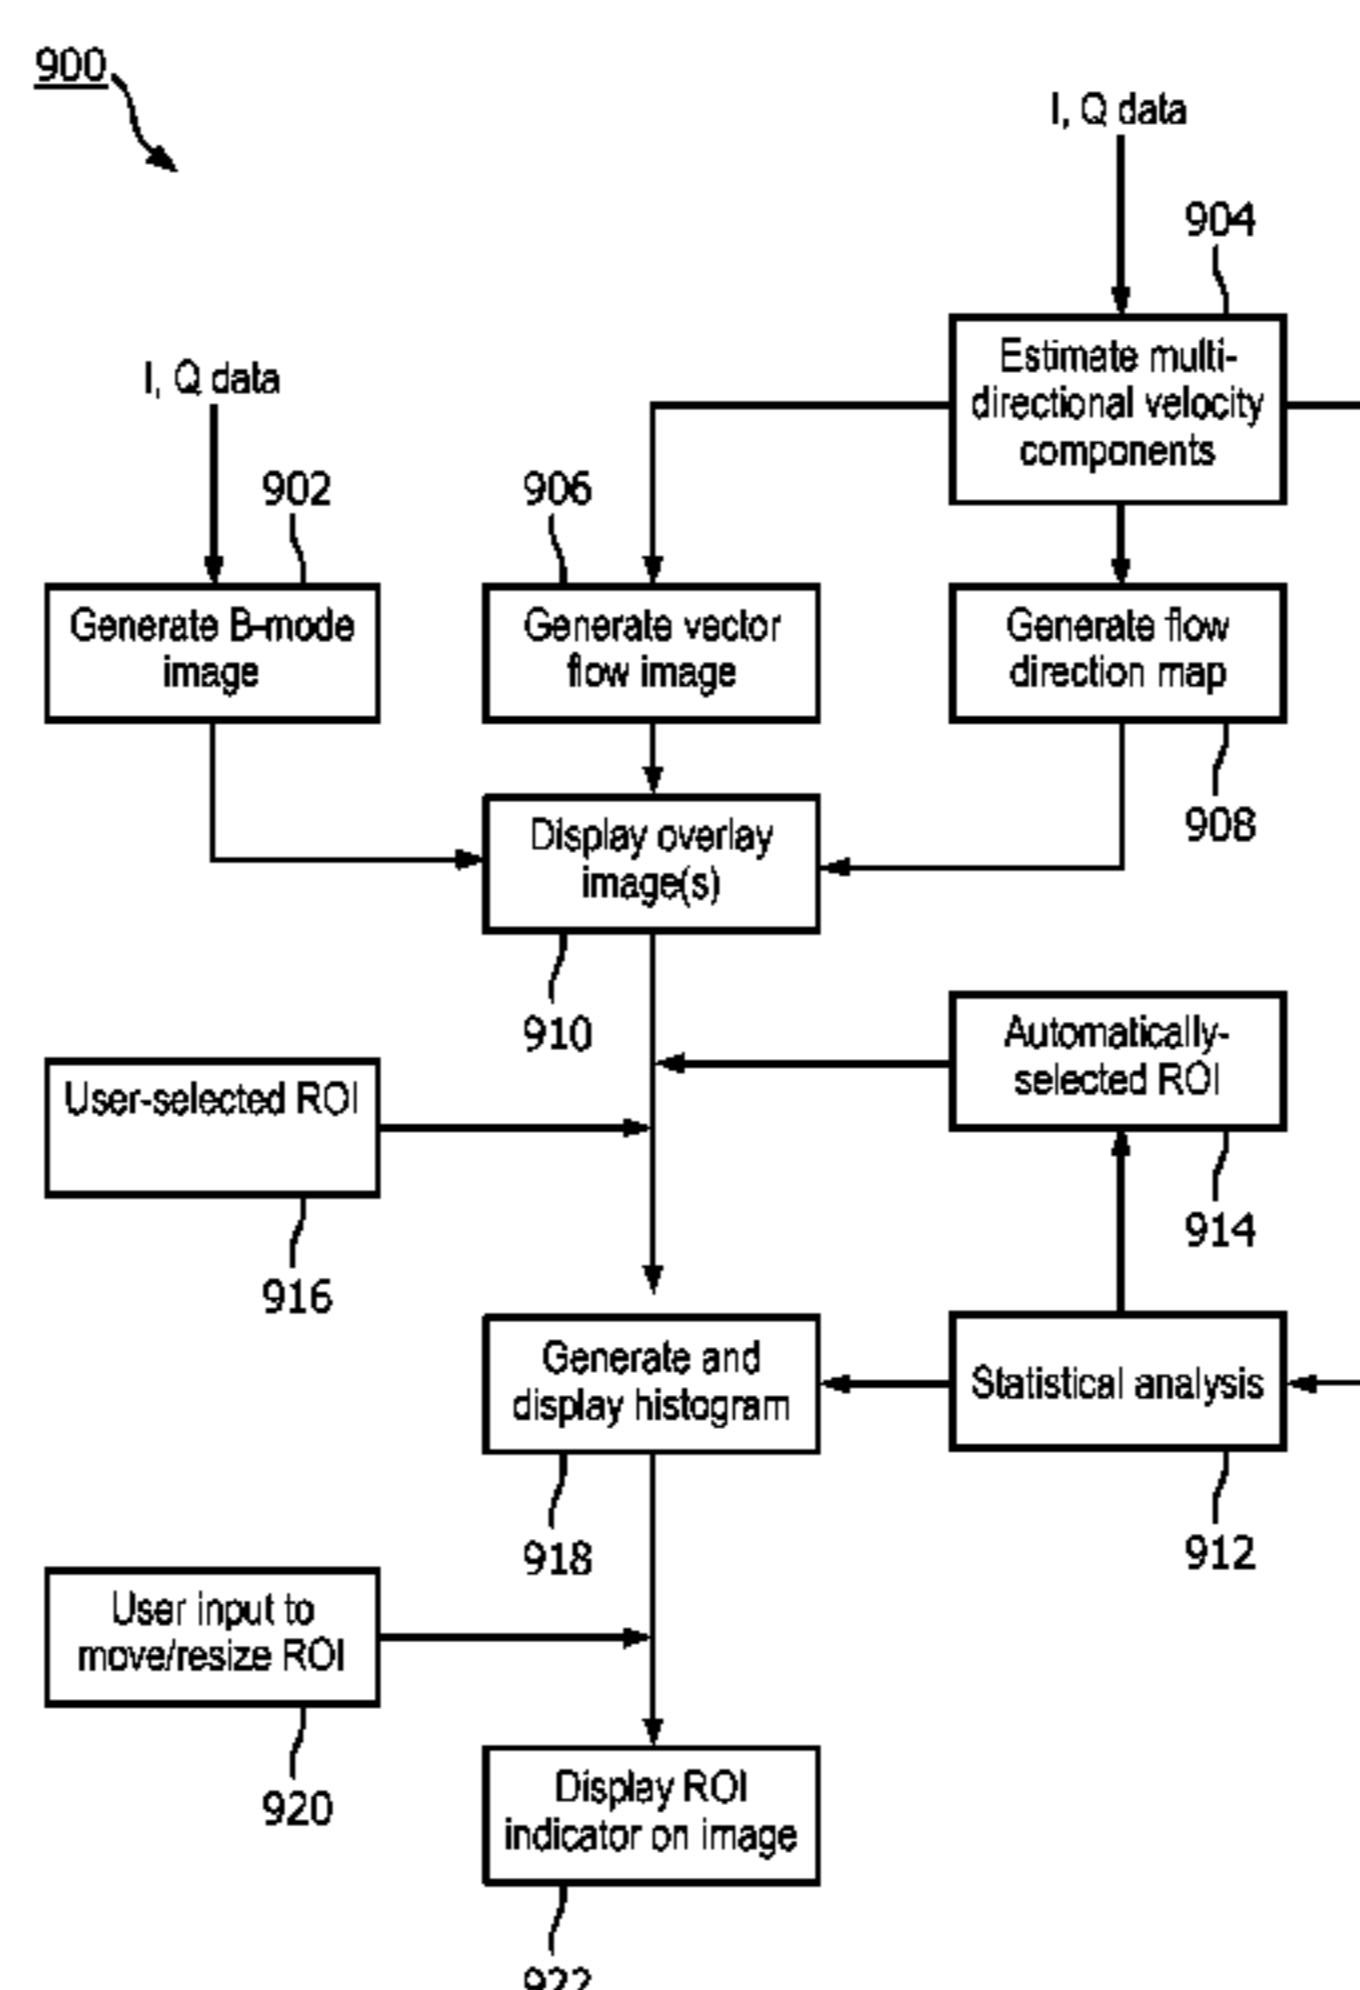 900
I, Q data
904
Estimate multi-
directional velocity
components
I, Q data
902
906
Generate B-mode
image
Generate vector
flow image
Generate flow
direction map
908
Display overlay
image(s)
910
Automatically-
selected ROI
914
User-selected ROI
916
Generate and
display histogram
918
Statistical analysis
912
User input to
move/resize ROI
920
Display ROI
indicator on image
922